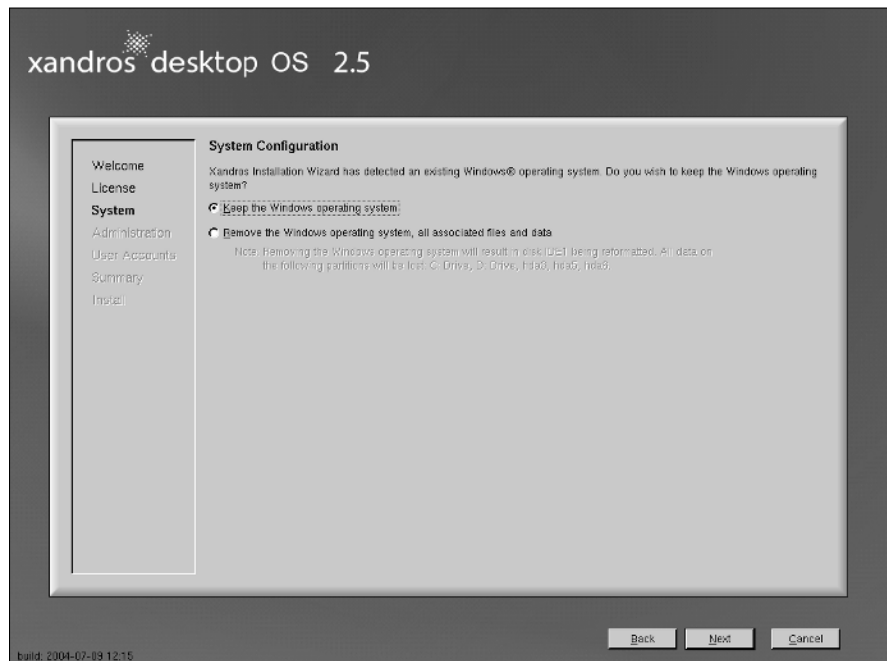 xandros desktop OS 2.5
Welcome
License
System
Administration
User Accounts
Summary
Install
System Configuration
Xandros Installation Wizard has detected an existing Windows® operating system. Do you wish to keep the Windows operating
system?
Keep the Windows operating system
Remove the Windows operating system, all associated files and data
Note: Removing the Windows operating system will result in disk IDE1 being reformatted. All data on
the following partitions will be lost: C: Drive, D: Drive, hda5, hda6.
Back
Next
Cancel
build: 2004-07-09 12:15